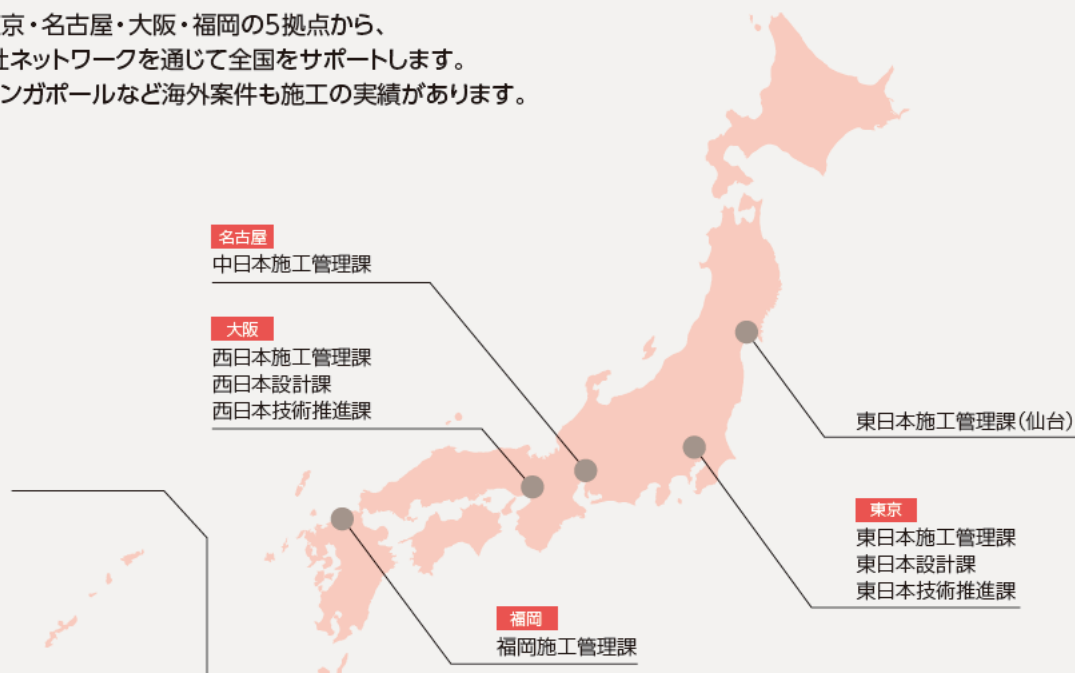 京・名古屋・大阪・福岡の5拠点から、
ネットワークを通じて全国をサポートします。
ンガポールなど海外案件も施工の実績があります。
名古屋
中日本施工管理課
大阪
西日本施工管理課
西日本設計課
西日本技術推進課
東日本施工管理課(仙台)
東京
東日本施工管理課
東日本設計課
東日本技術推進課
福岡
福岡施工管理課